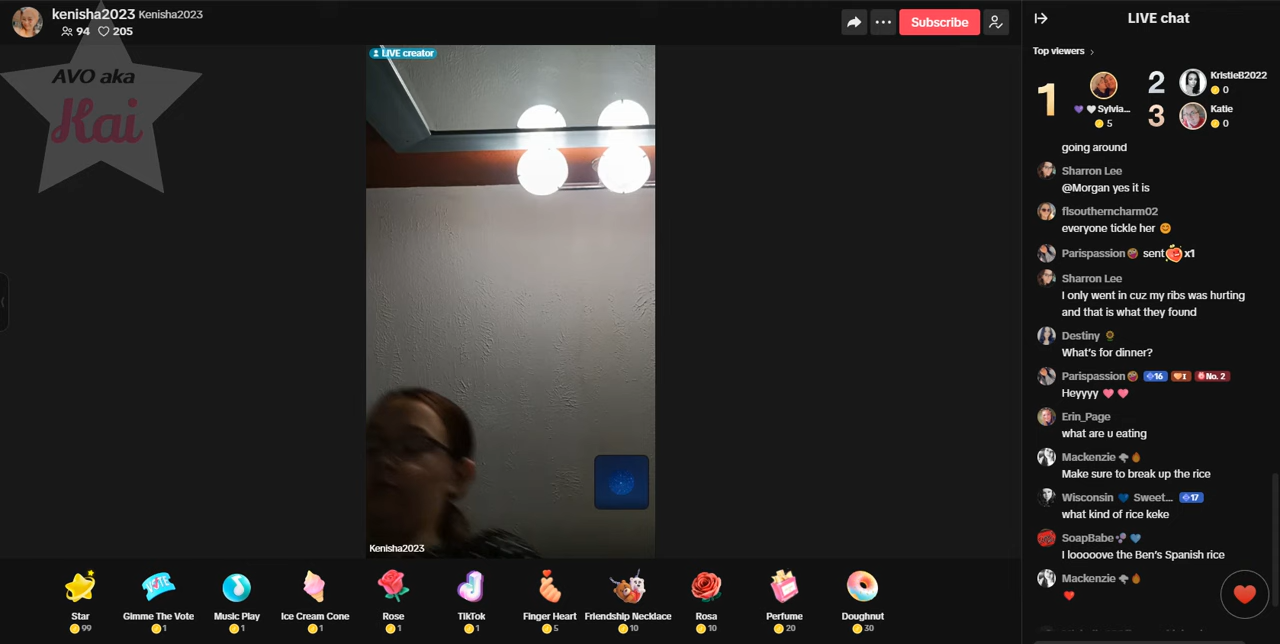 kenisha2023 Kenisha2023
94 205
Subscribe
AVO aka
Kai
LIVE creator
Kenisha2023
Star
99
Gimme The Vote
1
Music Play
1
Ice Cream Cone
1
Rose
1
TikTok
1
Finger Heart
5
Friendship Necklace
10
Rosa
10
Perfume
20
Doughnut
30
LIVE chat
Top viewers
1
Sylvia...
5
2
KristieB2022
0
3
Katie
0
going around
Sharron Lee
@Morgan yes it is
flsoutherncharm02
everyone tickle her
Parispassion sent x1
Sharron Lee
I only went in cuz my ribs was hurting
and that is what they found
Destiny
What's for dinner?
Parispassion 16 I No. 2
Heyyyy
Erin_Page
what are u eating
Mackenzie
Make sure to break up the rice
Wisconsin Sweet... 17
what kind of rice keke
SoapBabe
I looooove the Ben's Spanish rice
Mackenzie